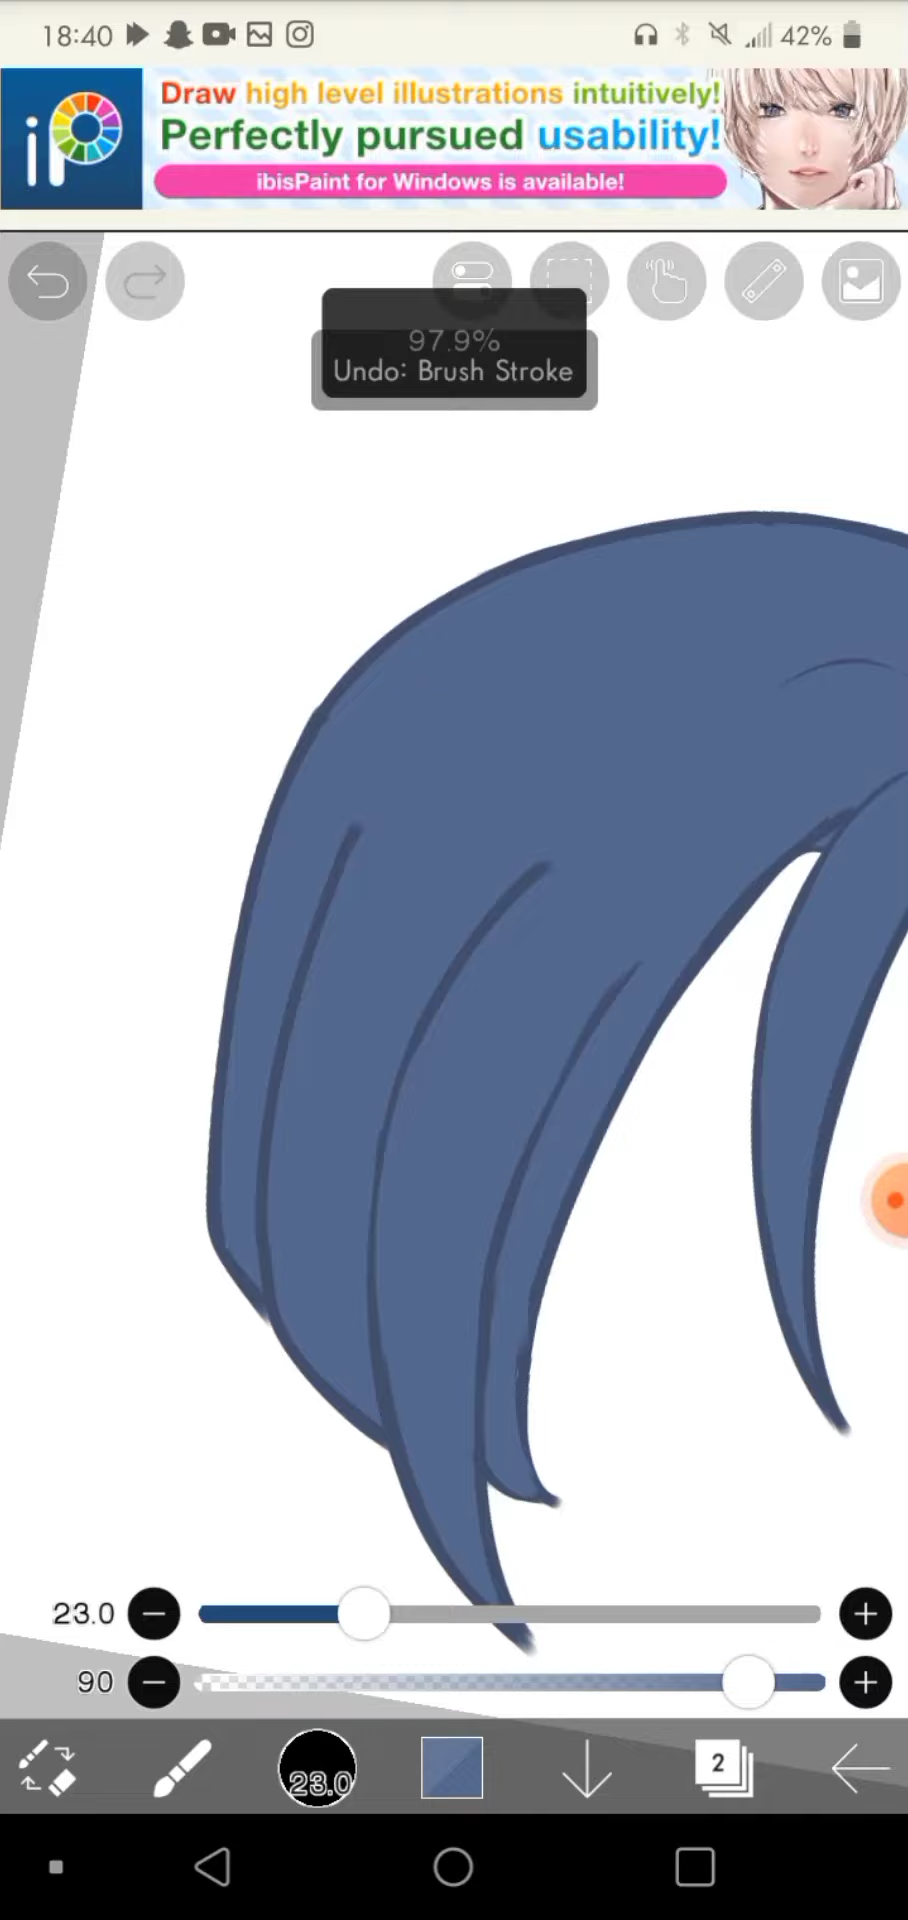 18:40
42%
iP
Draw high level illustrations intuitively!
Perfectly pursued usability!
ibisPaint for Windows is available!
97.9%
Undo: Brush Stroke
23.0
90
23.0
2